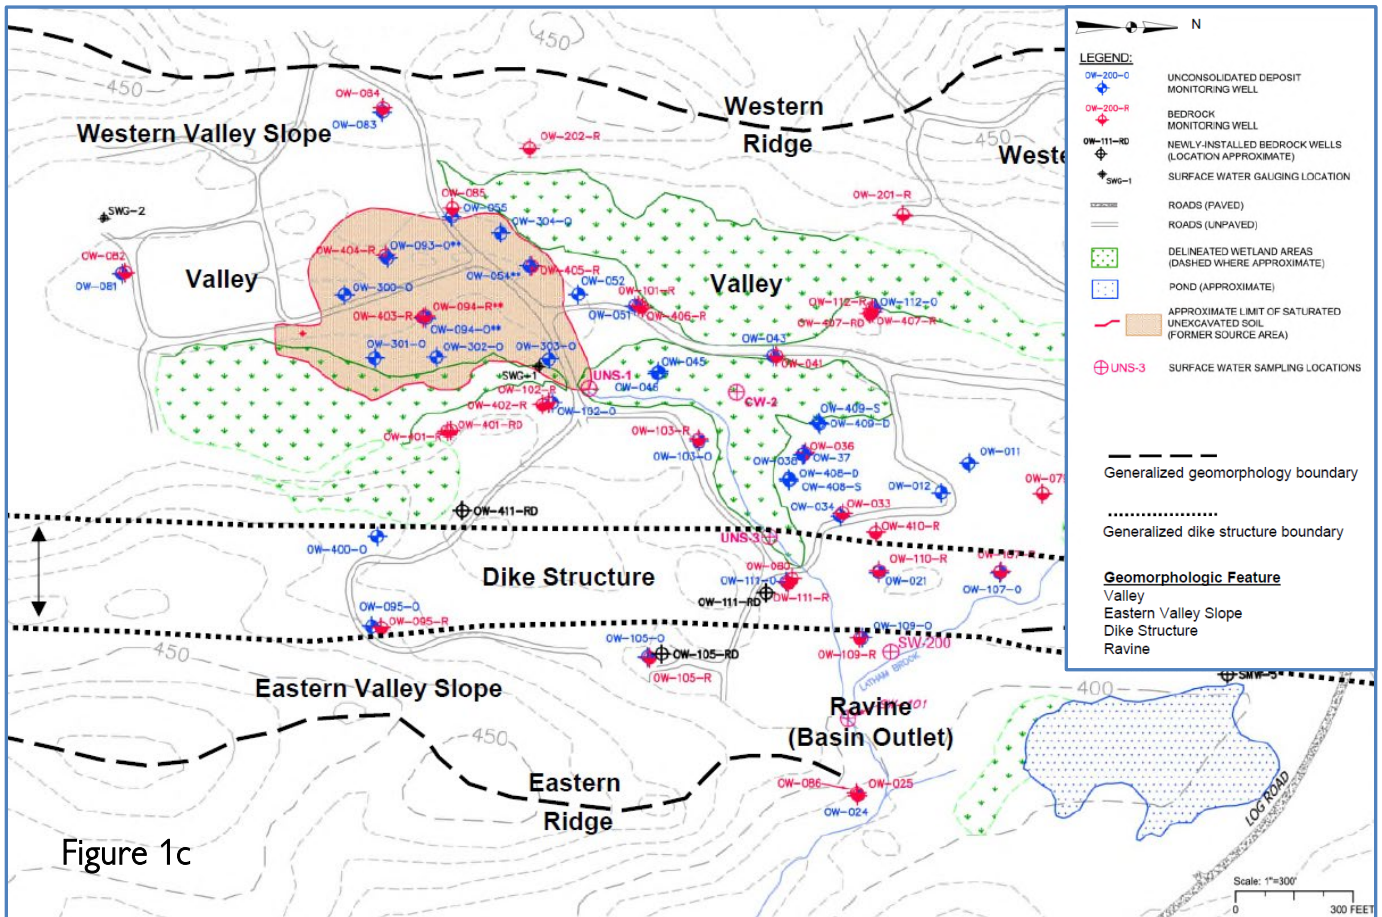 450
450
450
Western Valley Slope
Western
Ridge
Weste
OW-084
OW-083
OW-202-R
OW-201-R
OW-085
OW-055
OW-304-O
SWG-2
OW-082
OW-081
Valley
OW-404-R
OW-093-O**
OW-054**
OW-405-R
OW-300-O
OW-052
OW-101-R
OW-051
OW-406-R
Valley
OW-112-R
OW-112-O
OW-407-RD
OW-407-R
OW-403-R
OW-094-R**
OW-094-O**
OW-301-O
OW-302-O
OW-303-O
SWG-1
UNS-1
OW-046
OW-045
OW-043
OW-041
OW-102-R
OW-402-R
OW-102-O
OW-401-R
OW-401-RD
CW-2
OW-409-S
OW-409-D
OW-103-R
OW-103-O
OW-036
OW-37
OW-408-D
OW-408-S
OW-011
OW-012
OW-034
OW-033
OW-410-R
OW-411-RD
OW-400-O
UNS-3
Dike Structure
OW-080
OW-111-O
OW-111-R
OW-111-RD
OW-110-R
OW-021
OW-107-O
OW-095-O
OW-095-R
OW-105-O
OW-105-RD
OW-105-R
OW-109-O
OW-109-R
SW-200
LATHAM BROOK
450
Eastern Valley Slope
Ravine
(Basin Outlet)
400
450
Eastern
Ridge
OW-086
OW-025
OW-024
LOG ROAD
Figure 1c
Scale: 1"=300'
0
300 FEET
N
LEGEND:
OW-200-O
UNCONSOLIDATED DEPOSIT
MONITORING WELL
OW-200-R
BEDROCK
MONITORING WELL
OW-111-RD
NEWLY-INSTALLED BEDROCK WELLS
(LOCATION APPROXIMATE)
SWG-1
SURFACE WATER GAUGING LOCATION
ROADS (PAVED)
ROADS (UNPAVED)
DELINEATED WETLAND AREAS
(DASHED WHERE APPROXIMATE)
POND (APPROXIMATE)
APPROXIMATE LIMIT OF SATURATED
UNEXCAVATED SOIL
(FORMER SOURCE AREA)
UNS-3
SURFACE WATER SAMPLING LOCATIONS
Generalized geomorphology boundary
Generalized dike structure boundary
Geomorphologic Feature
Valley
Eastern Valley Slope
Dike Structure
Ravine